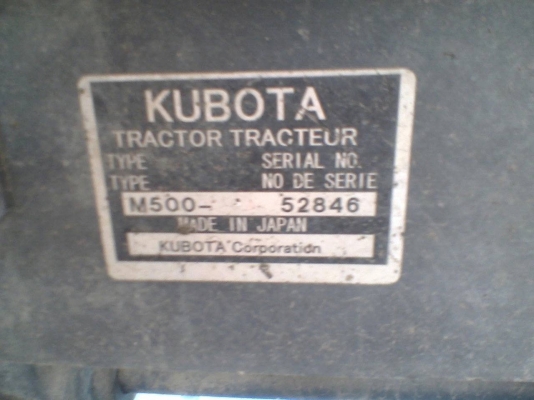 KUBOTA
TRACTOR TRACTEUR
TYPE SERIAL NO.
TYPE NO DE SERIE
M500- 52846
MADE IN JAPAN
KUBOTA Corporation